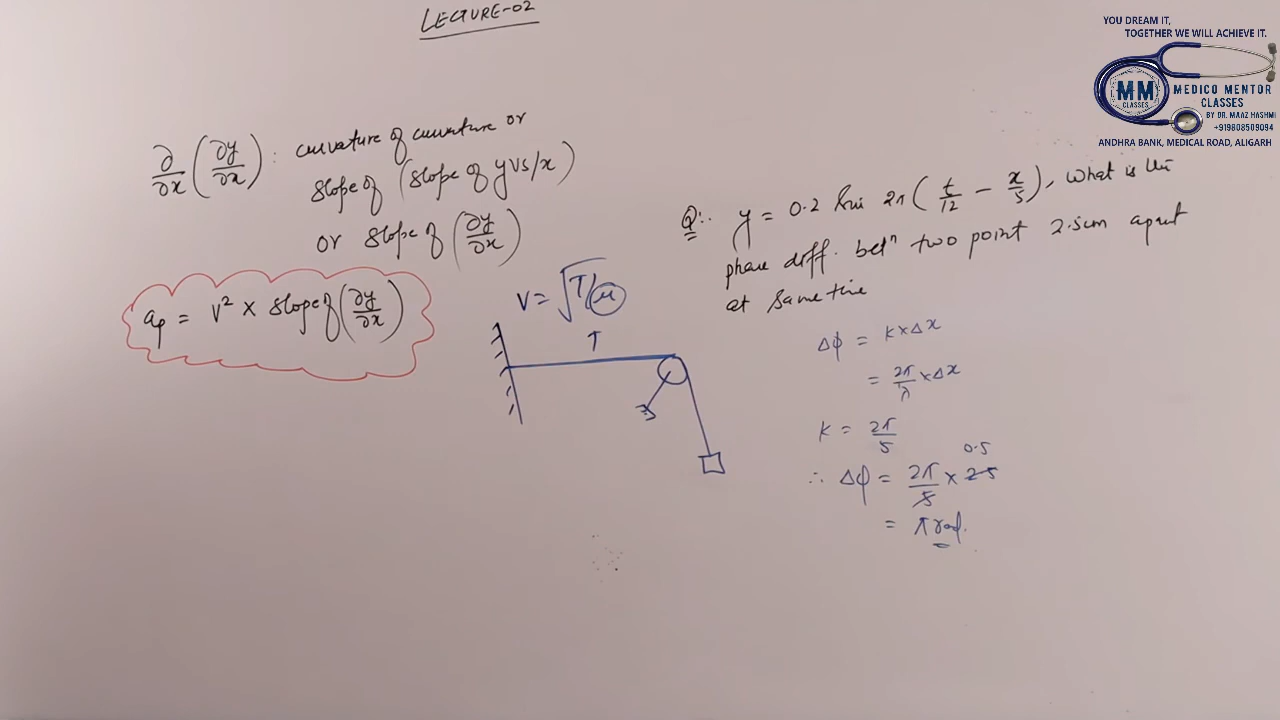 LECTURE-02
YOU DREAM IT,
TOGETHER WE WILL ACHIEVE IT.
MM
CLASSES
MEDICO MENTOR
CLASSES
BY DR. MAAZ HASHMI
+919808509094
ANDHRA BANK, MEDICAL ROAD, ALIGARH
∂/∂x (∂y/∂x) : curvature of curvature or
slope of (slope of y vs/x)
or slope of (∂y/∂x)
a_p = V² × slope of (∂y/∂x)
V = √T/μ
T
Q:. y = 0.2 Sin 2π (t/12 − x/5), What is the
phase diff. betⁿ two point 2.5cm apart
at Same time
Δφ = K×Δx
= 2π/λ × Δx
K = 2π/5
0.5
∴ Δφ = 2π/5 × 2.5
= π rad.